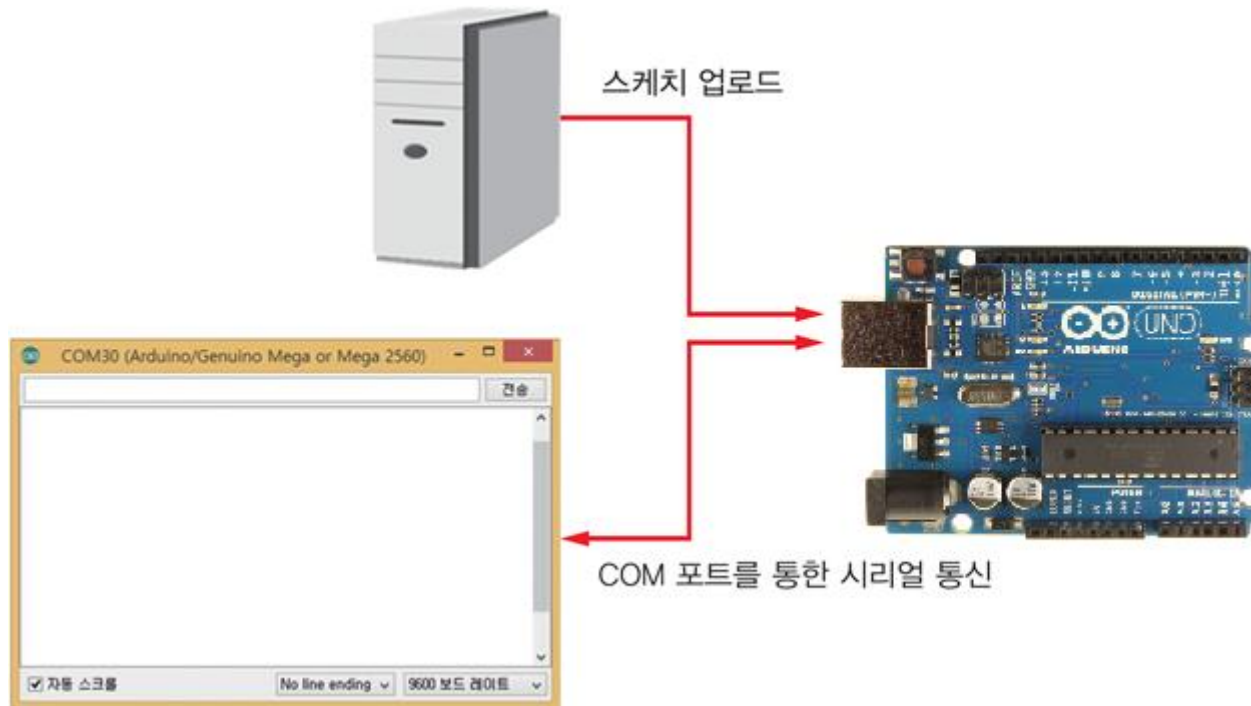 스케치 업로드
COM30 (Arduino/Genuino Mega or Mega 2560)
전송
ARDUINO
COM 포트를 통한 시리얼 통신
자동 스크롤
No line ending
9600 보드 레이트